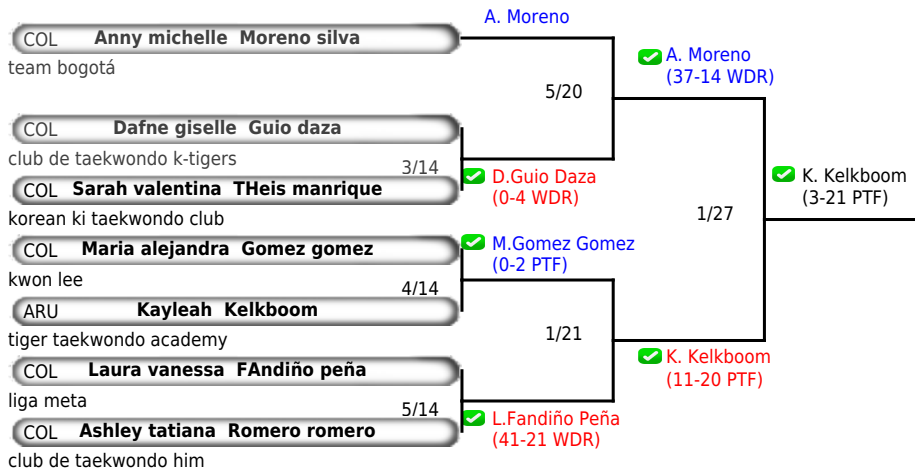 A. Moreno
COL Anny michelle Moreno silva
team bogotá
A. Moreno
(37-14 WDR)
5/20
COL Dafne giselle Guio daza
club de taekwondo k-tigers
3/14
D.Guio Daza
(0-4 WDR)
COL Sarah valentina THeis manrique
korean ki taekwondo club
K. Kelkboom
(3-21 PTF)
1/27
COL Maria alejandra Gomez gomez
kwon lee
M.Gomez Gomez
(0-2 PTF)
4/14
ARU Kayleah Kelkboom
tiger taekwondo academy
1/21
K. Kelkboom
(11-20 PTF)
COL Laura vanessa FAndiño peña
liga meta
5/14
L.Fandiño Peña
(41-21 WDR)
COL Ashley tatiana Romero romero
club de taekwondo him